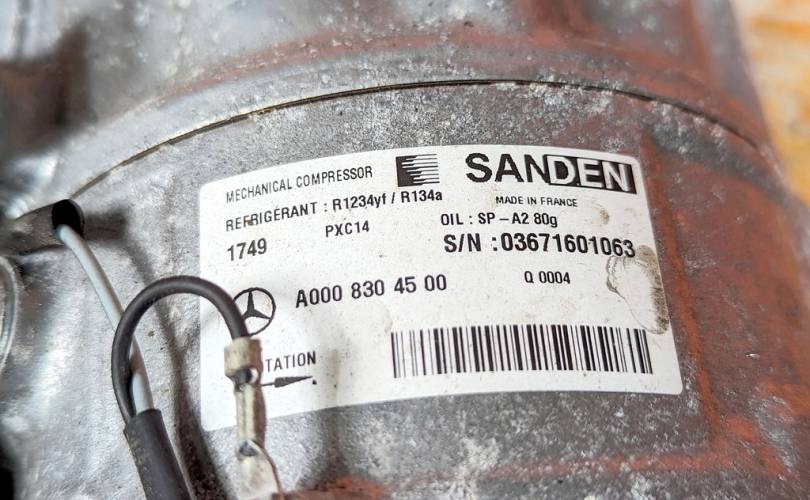 MECHANICAL COMPRESSOR SANDEN
REFRIGÉRANT : R1234yf / R134a MADE IN FRANCE
PXC14 OIL : SP-A2 80g
1749 S/N :03671601063
A000 830 45 00 Q 0004
TATION